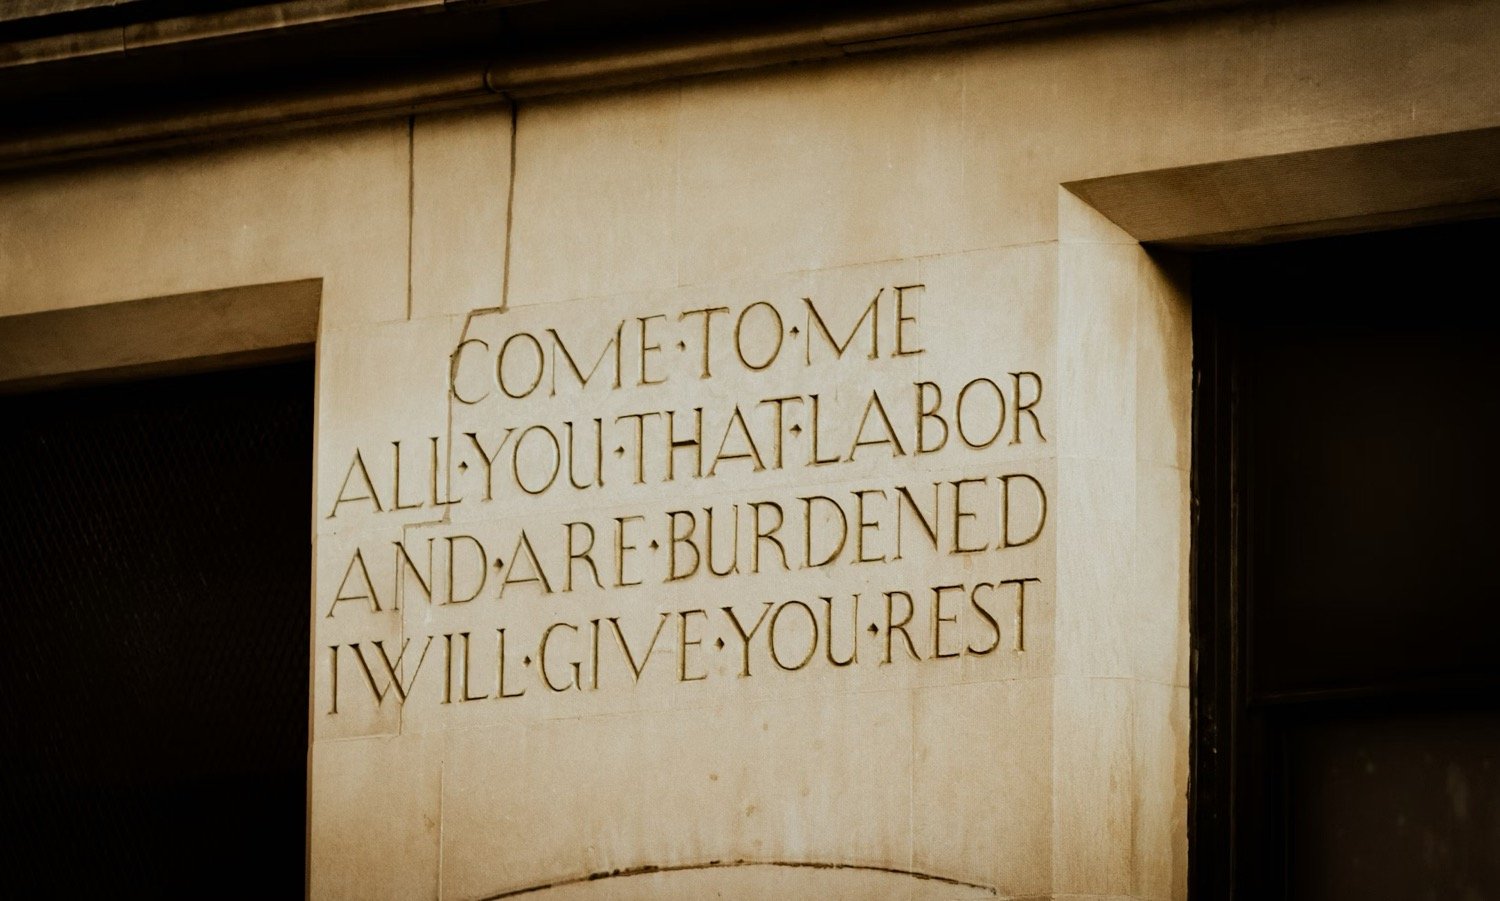 COME·TO·ME
ALL·YOU·THAT·LABOR
AND·ARE·BURDENED
I WILL·GIVE·YOU·REST